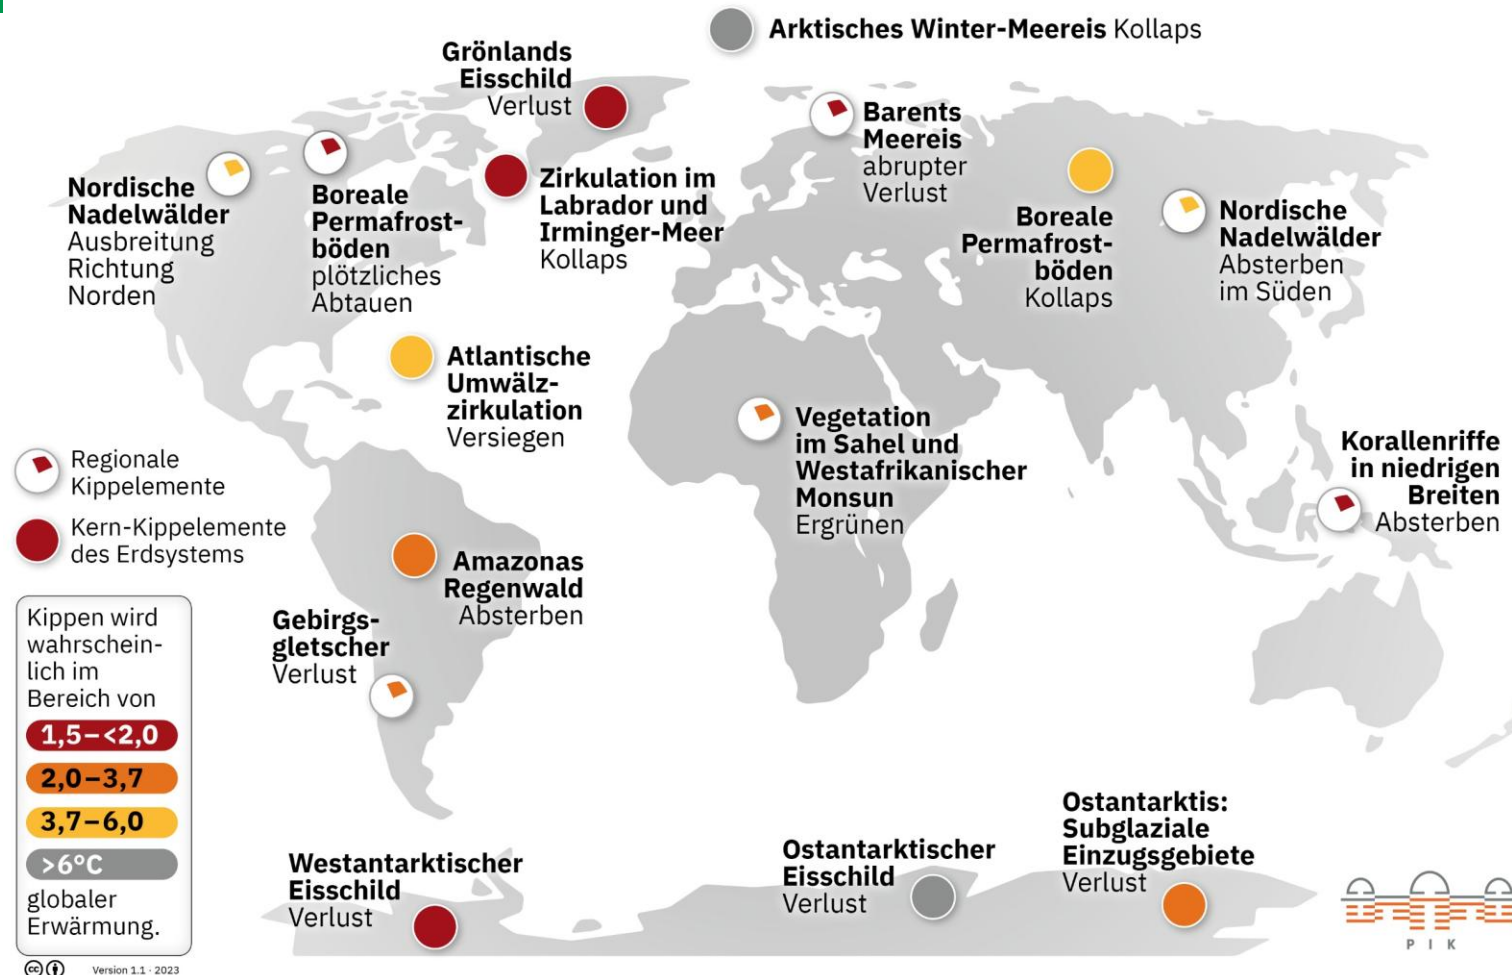 Arktisches Winter-Meereis Kollaps
Grönlands
Eisschild
Verlust
Barents
Meereis
abrupter
Verlust
Nordische
Nadelwälder
Ausbreitung
Richtung
Norden
Boreale
Permafrost-
böden
plötzliches
Abtauen
Zirkulation im
Labrador und
Irminger-Meer
Kollaps
Boreale
Permafrost-
böden
Kollaps
Nordische
Nadelwälder
Absterben
im Süden
Atlantische
Umwälz-
zirkulation
Versiegen
Vegetation
im Sahel und
Westafrikanischer
Monsun
Ergrünen
Korallenriffe
in niedrigen
Breiten
Absterben
Regionale
Kippelemente
Kern-Kippelemente
des Erdsystems
Amazonas
Regenwald
Absterben
Gebirgs-
gletscher
Verlust
Kippen wird
wahrschein-
lich im
Bereich von
1,5–<2,0
2,0–3,7
3,7–6,0
>6°C
globaler
Erwärmung.
Westantarktischer
Eisschild
Verlust
Ostantarktischer
Eisschild
Verlust
Ostantarktis:
Subglaziale
Einzugsgebiete
Verlust
PIK
cc
Version 1.1 · 2023